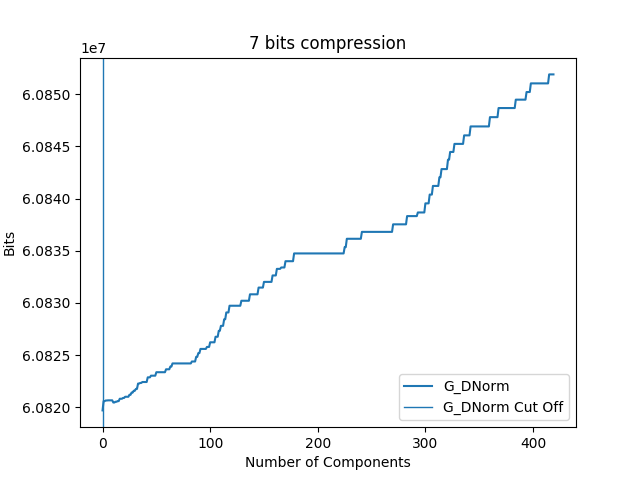 7 bits compression
1e7
6.0850
6.0845
6.0840
6.0835
6.0830
6.0825
6.0820
Bits
0 100 200 300 400
Number of Components
G_DNorm
G_DNorm Cut Off